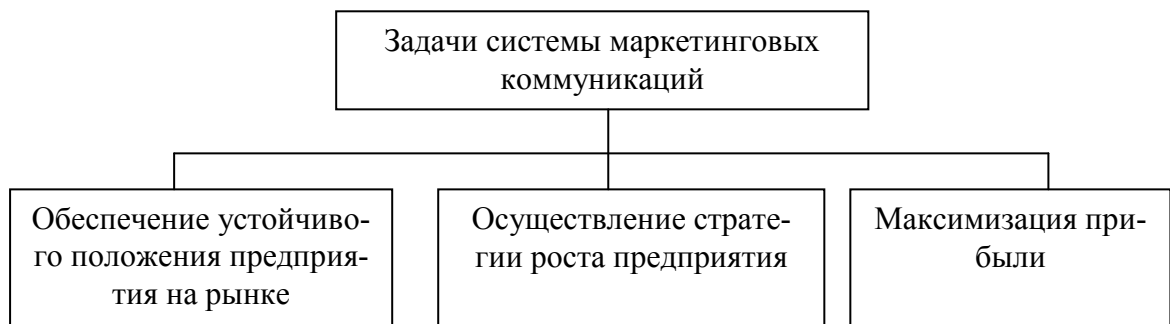 Задачи системы маркетинговых
коммуникаций
Обеспечение устойчиво-
го положения предприя-
тия на рынке
Осуществление страте-
гии роста предприятия
Максимизация при-
были